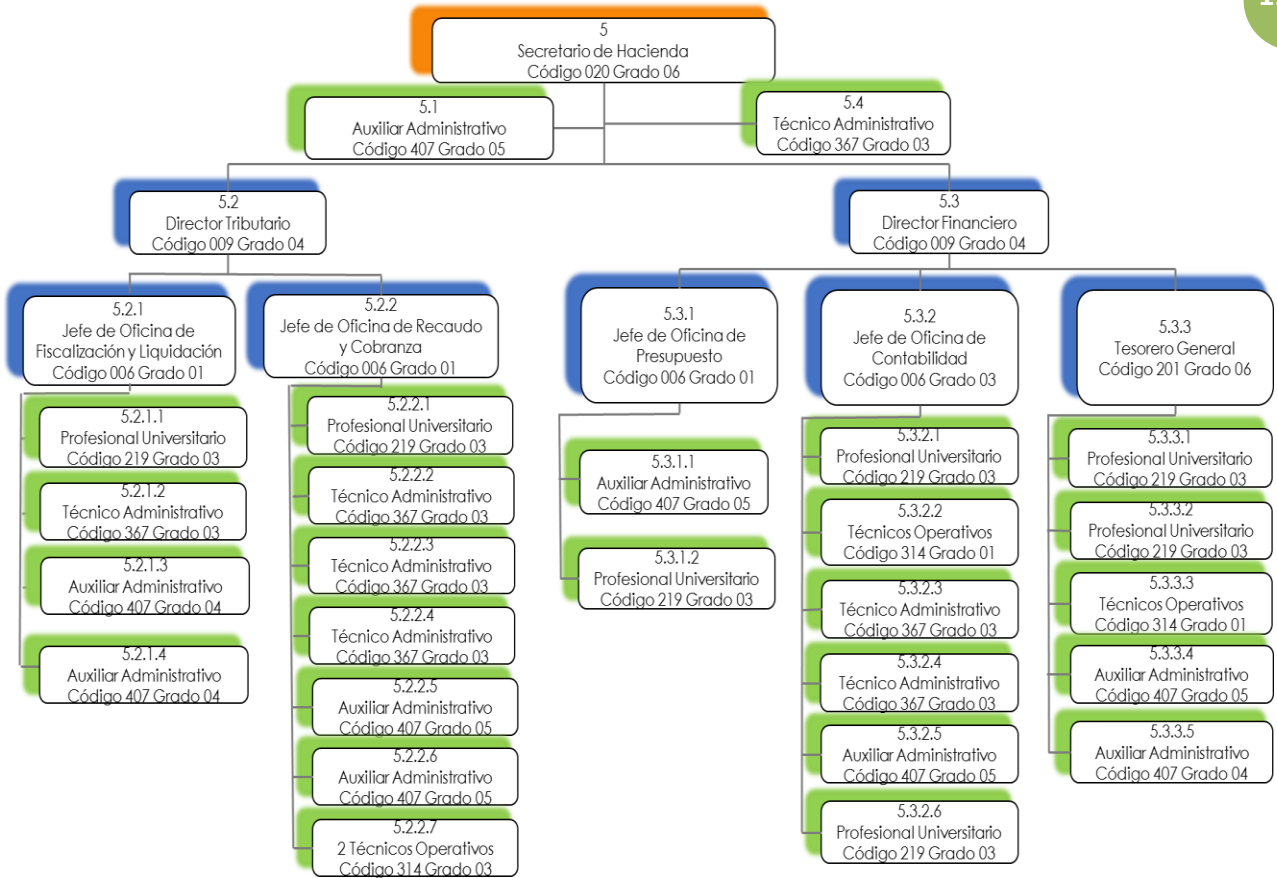 5
Secretario de Hacienda
Código 020 Grado 06
5.1
Auxiliar Administrativo
Código 407 Grado 05
5.4
Técnico Administrativo
Código 367 Grado 03
5.2
Director Tributario
Código 009 Grado 04
5.3
Director Financiero
Código 009 Grado 04
5.2.1
Jefe de Oficina de
Fiscalización y Liquidación
Código 006 Grado 01
5.2.2
Jefe de Oficina de Recaudo
y Cobranza
Código 006 Grado 01
5.3.1
Jefe de Oficina de
Presupuesto
Código 006 Grado 01
5.3.2
Jefe de Oficina de
Contabilidad
Código 006 Grado 03
5.3.3
Tesorero General
Código 201 Grado 06
5.2.1.1
Profesional Universitario
Código 219 Grado 03
5.2.1.2
Técnico Administrativo
Código 367 Grado 03
5.2.1.3
Auxiliar Administrativo
Código 407 Grado 04
5.2.1.4
Auxiliar Administrativo
Código 407 Grado 04
5.2.2.1
Profesional Universitario
Código 219 Grado 03
5.2.2.2
Técnico Administrativo
Código 367 Grado 03
5.2.2.3
Técnico Administrativo
Código 367 Grado 03
5.2.2.4
Técnico Administrativo
Código 367 Grado 03
5.2.2.5
Auxiliar Administrativo
Código 407 Grado 05
5.2.2.6
Auxiliar Administrativo
Código 407 Grado 05
5.2.2.7
2 Técnicos Operativos
Código 314 Grado 03
5.3.1.1
Auxiliar Administrativo
Código 407 Grado 05
5.3.1.2
Profesional Universitario
Código 219 Grado 03
5.3.2.1
Profesional Universitario
Código 219 Grado 03
5.3.2.2
Técnicos Operativos
Código 314 Grado 01
5.3.2.3
Técnico Administrativo
Código 367 Grado 03
5.3.2.4
Técnico Administrativo
Código 367 Grado 03
5.3.2.5
Auxiliar Administrativo
Código 407 Grado 05
5.3.2.6
Profesional Universitario
Código 219 Grado 03
5.3.3.1
Profesional Universitario
Código 219 Grado 03
5.3.3.2
Profesional Universitario
Código 219 Grado 03
5.3.3.3
Técnicos Operativos
Código 314 Grado 01
5.3.3.4
Auxiliar Administrativo
Código 407 Grado 05
5.3.3.5
Auxiliar Administrativo
Código 407 Grado 04